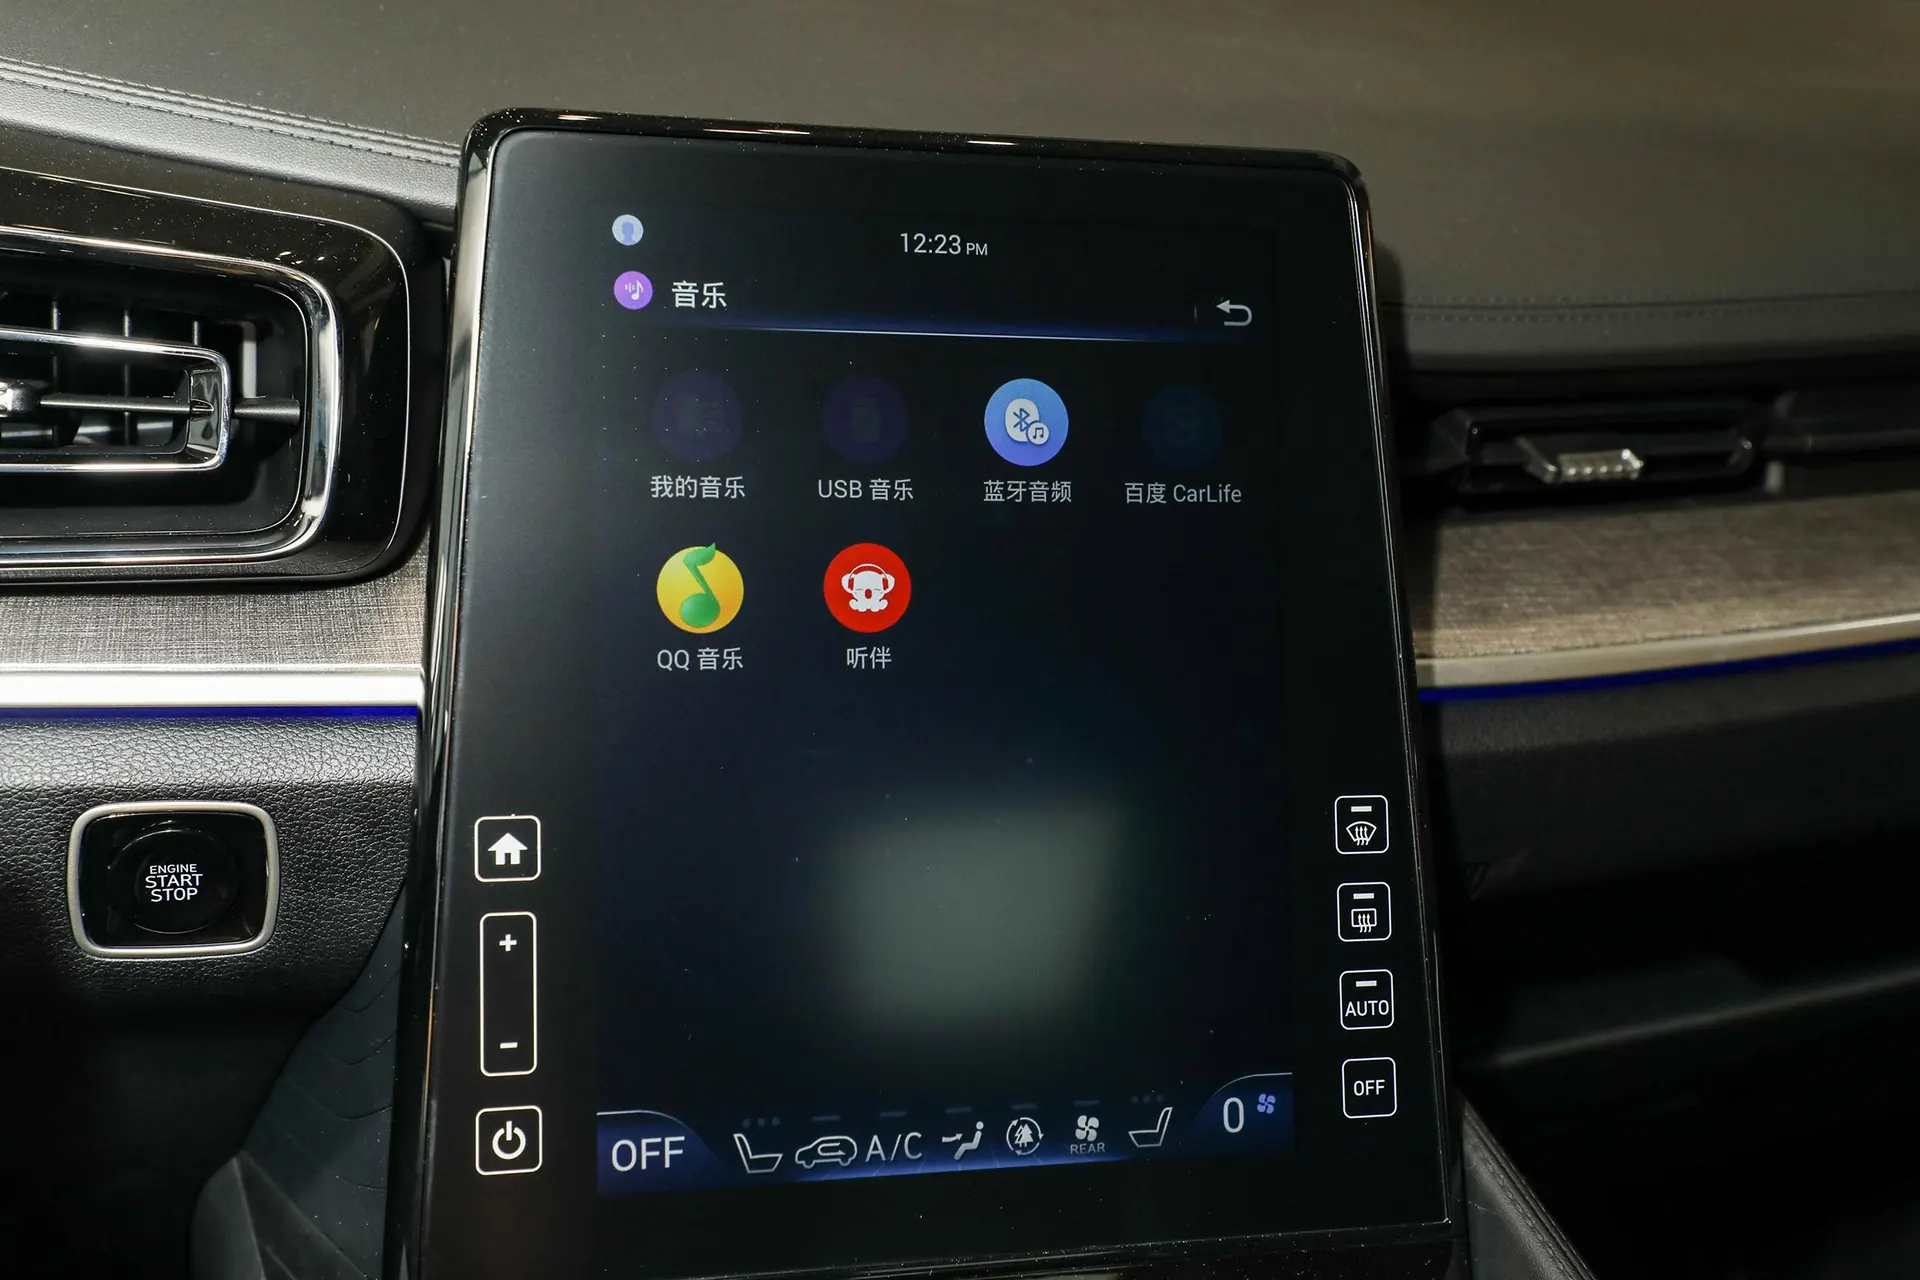 12:23 PM
音乐
我的音乐
USB 音乐
蓝牙音频
百度 CarLife
QQ 音乐
听伴
ENGINE
START
STOP
+
-
AUTO
OFF
OFF
A/C
REAR
0